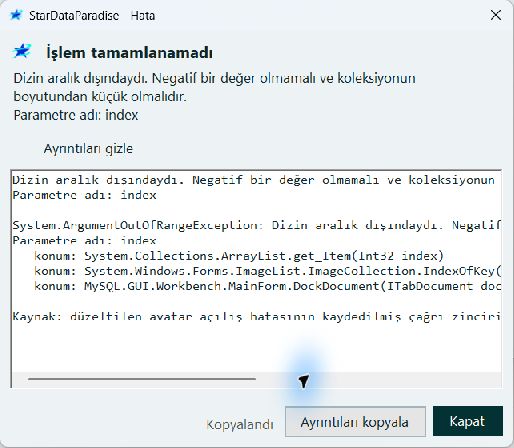 StarDataParadise Hata
İşlem tamamlanamadı
Dizin aralık dışındaydı. Negatif bir değer olmamalı ve koleksiyonun
boyutundan küçük olmalıdır.
Parametre adı: index
Ayrıntıları gizle
Dizin aralık dışındaydı. Negatif bir değer olmamalı ve koleksiyonun
Parametre adı: index
System.ArgumentOutOfRangeException: Dizin aralık dışındaydı. Negatif
Parametre adı: index
konum: System.Collections.ArrayList.get_Item(Int32 index)
konum: System.Windows.Forms.ImageList.ImageCollection.IndexOfKey(
konum: MySQL.GUI.Workbench.MainForm.DockDocument(ITabDocument doc
Kaynak: düzeltilen avatar açılış hatasının kaydedilmiş çağrı zinciri
Kopyalandı
Ayrıntıları kopyala
Kapat